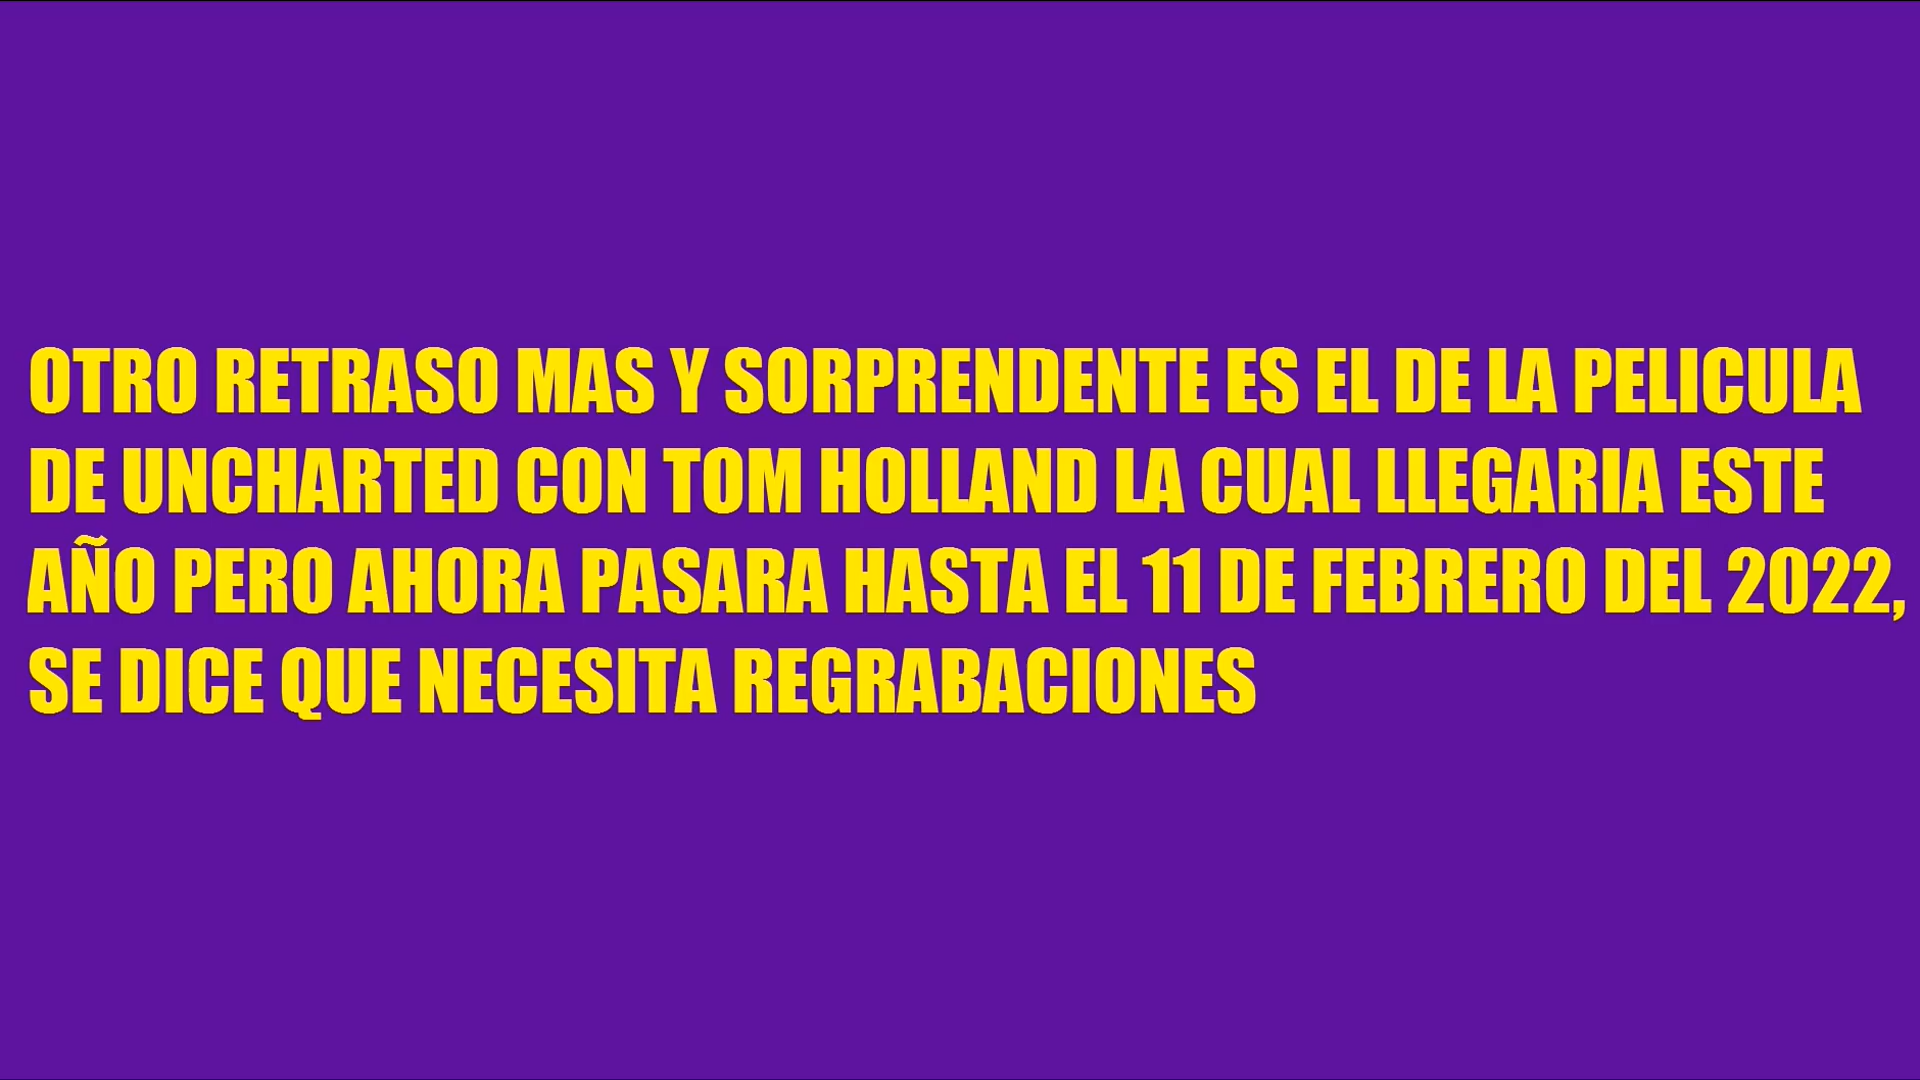 OTRO RETRASO MAS Y SORPRENDENTE ES EL DE LA PELICULA
DE UNCHARTED CON TOM HOLLAND LA CUAL LLEGARIA ESTE
AÑO PERO AHORA PASARA HASTA EL 11 DE FEBRERO DEL 2022,
SE DICE QUE NECESITA REGRABACIONES